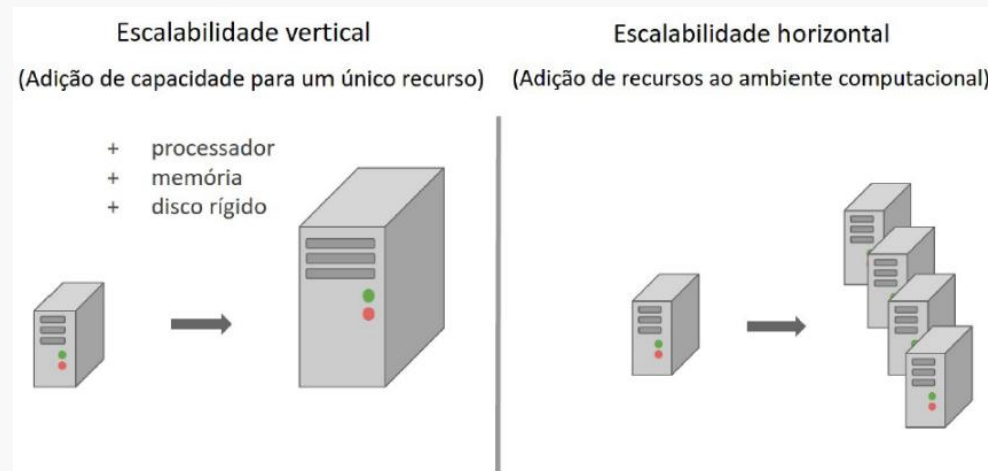 Escalabilidade vertical
(Adição de capacidade para um único recurso)
+ processador
+ memória
+ disco rígido
Escalabilidade horizontal
(Adição de recursos ao ambiente computacional)